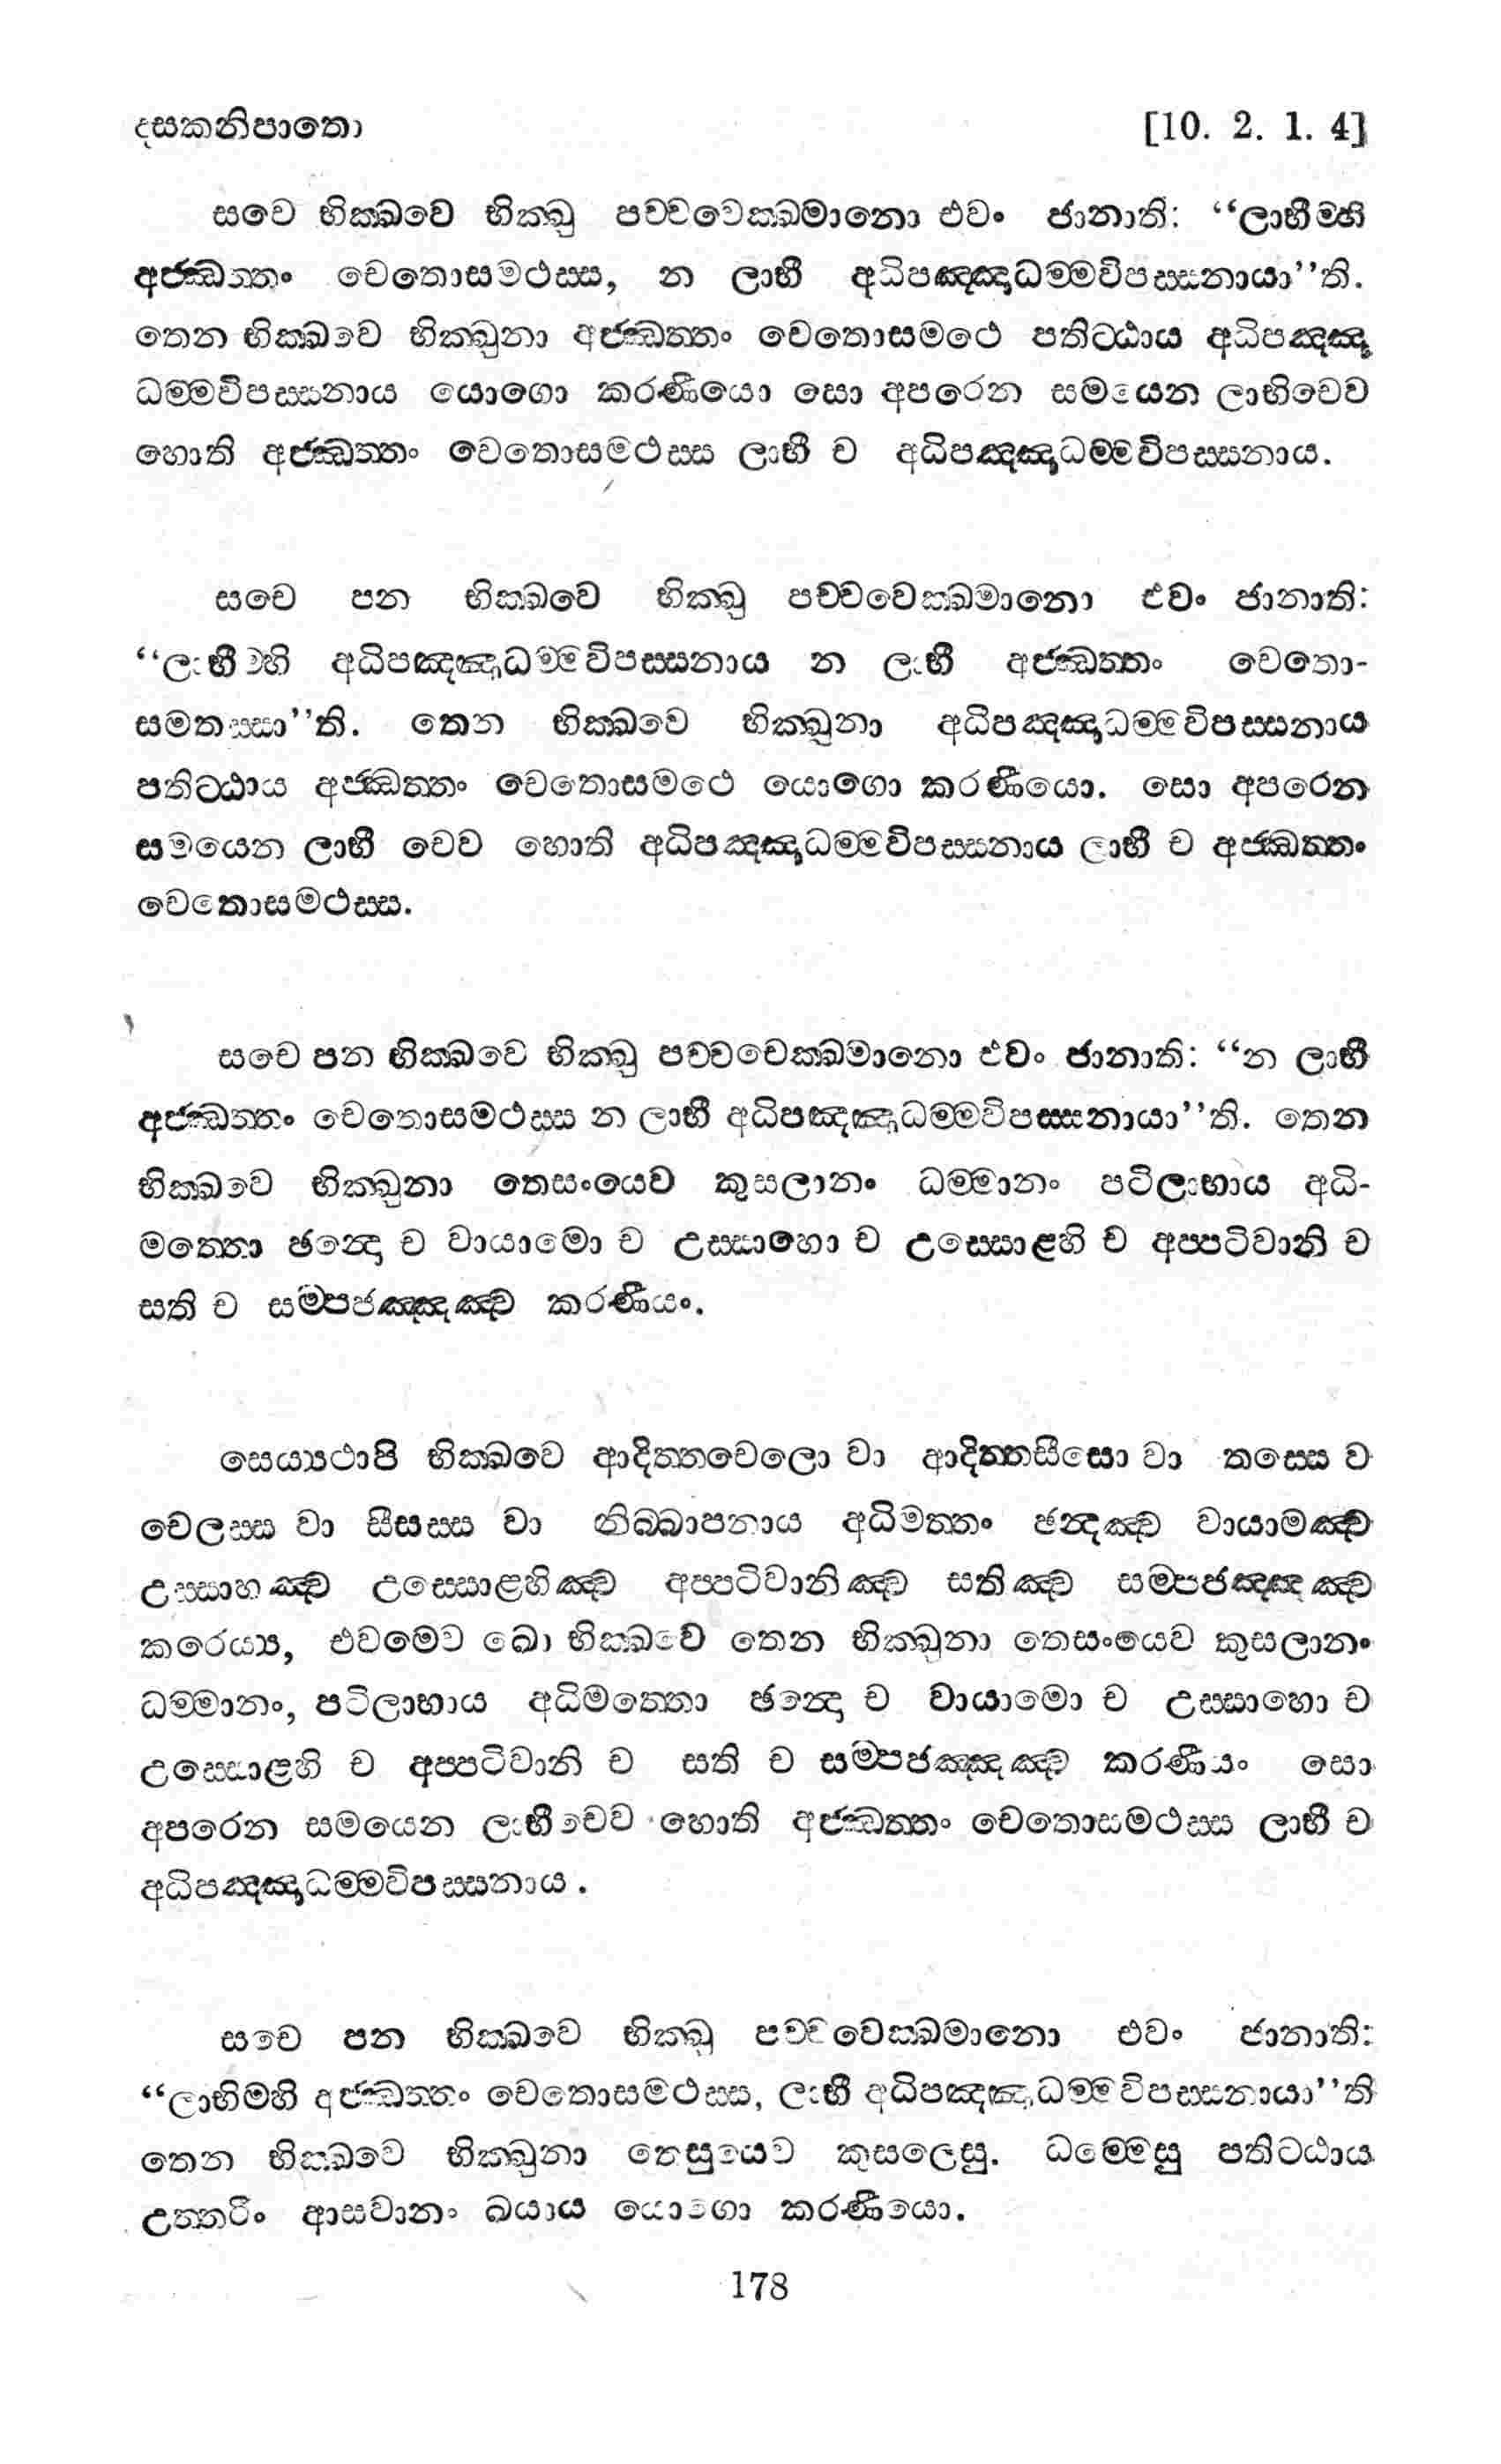 දසකනිපාතො [10. 2. 1. 4]
සචෙ භික්ඛවෙ භික්ඛු පච්චවෙක්ඛමානො එවං ජානාති: “ලාභීම්හි
අජ්ඣත්තං චෙතොසමථස්ස, න ලාභී අධිපඤ්ඤාධම්මවිපස්සනායා”ති.
තෙන භික්ඛවෙ භික්ඛුනා අජ්ඣත්තං චෙතොසමථෙ පතිට්ඨාය අධිපඤ්ඤා
ධම්මවිපස්සනාය යොගො කරණීයො සො අපරෙන සමයෙන ලාභිචෙව
හොති අජ්ඣත්තං චෙතොසමථස්ස ලාභී ච අධිපඤ්ඤාධම්මවිපස්සනාය.
සචෙ පන භික්ඛවෙ භික්ඛු පච්චවෙක්ඛමානො එවං ජානාති:
“ලාභීම්හි අධිපඤ්ඤාධම්මවිපස්සනාය න ලාභී අජ්ඣත්තං චෙතො-
සමතස්සා”ති. තෙන භික්ඛවෙ භික්ඛුනා අධිපඤ්ඤාධම්මවිපස්සනාය
පතිට්ඨාය අජ්ඣත්තං චෙතොසමථෙ යොගො කරණීයො. සො අපරෙන
සමයෙන ලාභී චෙව හොති අධිපඤ්ඤාධම්මවිපස්සනාය ලාභී ච අජ්ඣත්තං
චෙතොසමථස්ස.
සචෙ පන භික්ඛවෙ භික්ඛු පච්චවෙක්ඛමානො එවං ජානාති: “න ලාභී
අජ්ඣත්තං චෙතොසමථස්ස න ලාභී අධිපඤ්ඤාධම්මවිපස්සනායා”ති. තෙන
භික්ඛවෙ භික්ඛුනා තෙසංයෙව කුසලානං ධම්මානං පටිලාභාය අධි-
මත්තො ඡන්දො ච වායාමො ච උස්සාහො ච උස්සොළ්හි ච අප්පටිවානි ච
සති ච සම්පජඤ්ඤඤ්ච කරණීයං.
සෙය්‍යථාපි භික්ඛවෙ ආදිත්තචෙලො වා ආදිත්තසීසො වා තස්සෙ ව
චෙලස්ස වා සීසස්ස වා නිබ්බාපනාය අධිමත්තං ඡන්දඤ්ච වායාමඤ්ච
උස්සාහඤ්ච උස්සොළහිඤ්ච අප්පටිවානිඤ්ච සතිඤ්ච සම්පජඤ්ඤඤ්ච
කරෙය්‍ය, එවමෙව ඛො භික්ඛවෙ තෙන භික්ඛුනා තෙසංයෙව කුසලානං
ධම්මානං, පටිලාභාය අධිමත්තො ඡන්දො ච වායාමො ච උස්සාහො ච
උස්සොළහි ච අප්පටිවානි ච සති ච සම්පජඤ්ඤඤ්ච කරණීයං සො
අපරෙන සමයෙන ලාභී චෙව හොති අජ්ඣත්තං චෙතොසමථස්ස ලාභී ච
අධිපඤ්ඤාධම්මවිපස්සනාය.
සචෙ පන භික්ඛවෙ භික්ඛු පච්චවෙක්ඛමානො එවං ජානාති:
“ලාභිමහි අජ්ඣත්තං චෙතොසමථස්ස, ලාභී අධිපඤ්ඤාධම්මවිපස්සනායා”ති
තෙන භික්ඛවෙ භික්ඛුනා තෙසුයෙව කුසලෙසු. ධම්මෙසු පතිටඨාය
උත්තරිං ආසවානං ඛයාය යොගො කරණීයො.
178